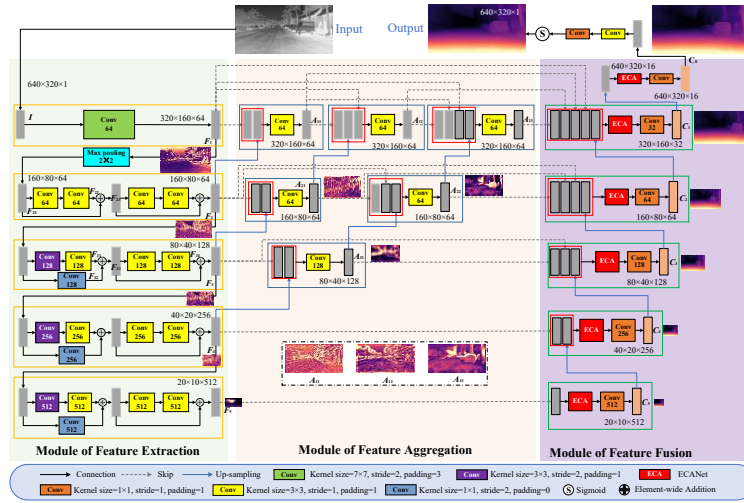 Input
Output
640×320×1
S
Conv
Conv
640×320×1
C₀
640×320×16
ECA
Conv
640×320×16
I
Conv
64
320×160×64
F₁
Conv
64
A₁₁
320×160×64
Conv
64
A₁₂
320×160×64
Conv
64
A₁₃
320×160×64
ECA
Conv
32
C₁
320×160×32
Max pooling
2✕2
160×80×64
160×80×64
Conv
64
Conv
64
Conv
64
Conv
64
F₂
Conv
64
A₂₁
160×80×64
Conv
64
A₂₂
160×80×64
ECA
Conv
64
C₂
160×80×64
80×40×128
Conv
128
Conv
128
Conv
128
Conv
128
Conv
128
F₃
Conv
128
A₃₁
80×40×128
ECA
Conv
128
C₃
80×40×128
40×20×256
Conv
256
Conv
256
Conv
256
Conv
256
Conv
256
F₄
ECA
Conv
256
40×20×256
A₁₁
A₁₂
A₁₃
20×10×512
Conv
512
Conv
512
Conv
512
Conv
512
Conv
512
ECA
Conv
512
20×10×512
Module of Feature Extraction
Module of Feature Aggregation
Module of Feature Fusion
Connection
Skip
Up-sampling
Conv
Kernel size=7×7, stride=2, padding=3
Conv
Kernel size=3×3, stride=2, padding=1
ECA
ECANet
Conv
Kernel size=1×1, stride=1, padding=1
Conv
Kernel size=3×3, stride=1, padding=1
Conv
Kernel size=1×1, stride=2, padding=0
S
Sigmoid
Element-wise Addition